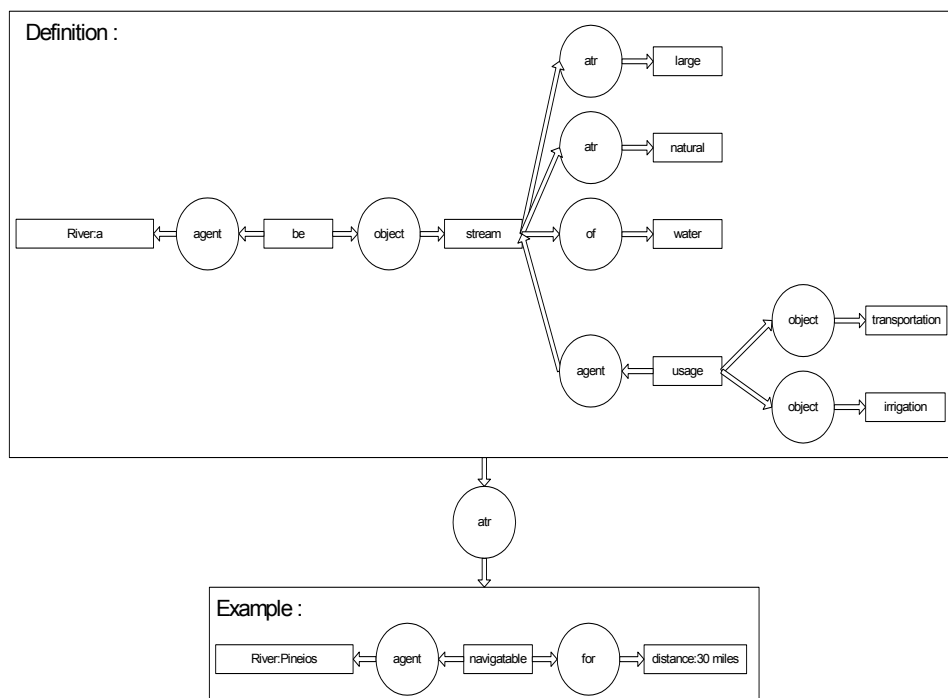 Definition :
atr
large
atr
natural
River:a
agent
be
object
stream
of
water
object
transportation
agent
usage
object
irrigation
atr
Example :
River:Pineios
agent
navigatable
for
distance:30 miles